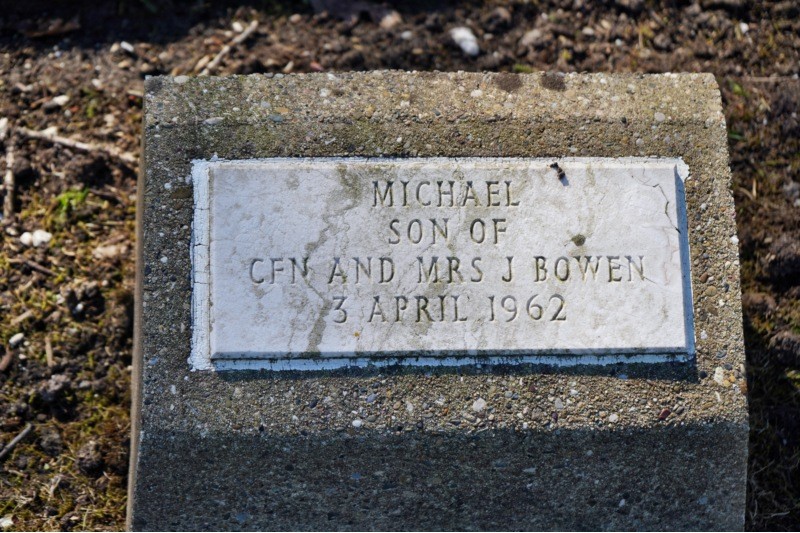 MICHAEL
SON OF
CFN AND MRS J BOWEN
3 APRIL 1962